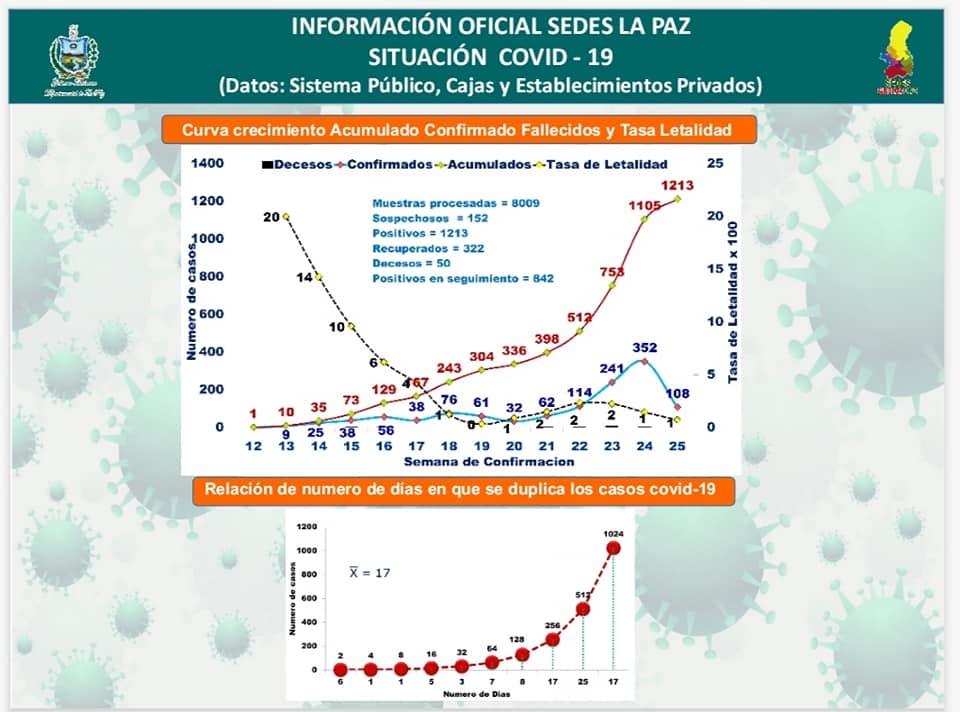 INFORMACIÓN OFICIAL SEDES LA PAZ
SITUACIÓN COVID - 19
(Datos: Sistema Público, Cajas y Establecimientos Privados)
SEDES
Curva crecimiento Acumulado Confirmado Fallecidos y Tasa Letalidad
Decesos Confirmados Acumulados Tasa de Letalidad
Muestras procesadas = 8009
Sospechosos = 152
Positivos = 1213
Recuperados = 322
Decesos = 50
Positivos en seguimiento = 842
Numero de casos
1400
1200
1000
800
600
400
200
0
25
20
15
10
5
0
Tasa de Letalidad x 100
1 10 35 73 129 167 243 304 336 398 512 753 1105 1213
9 25 38 56 38 76 61 32 62 114 241 352 108
20 14 10 6 4 1 0 1 2 2 2 1 1
12 13 14 15 16 17 18 19 20 21 22 23 24 25
Semana de Confirmacion
Relación de numero de días en que se duplica los casos covid-19
Numero de casos
1200
1000
800
600
400
200
0
X̅ = 17
2 4 8 16 32 64 128 256 512 1024
6 1 1 5 3 7 8 17 25 17
Numero de Dias